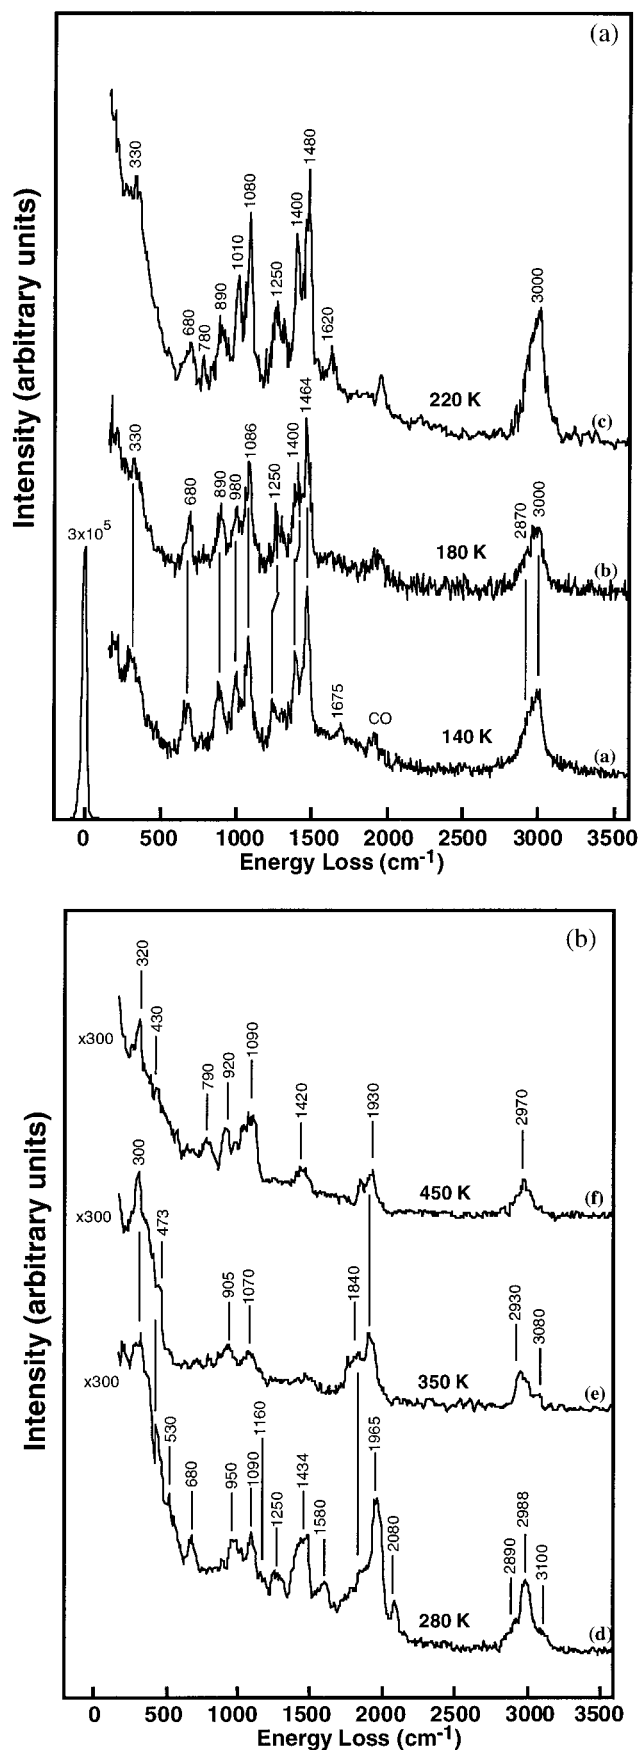 (a)
Intensity (arbitrary units)
330
680
780
890
1010
1080
1250
1400
1480
1620
3000
220 K
(c)
330
680
890
980
1086
1250
1400
1464
2870
3000
180 K
(b)
3x10⁵
1675
CO
140 K
(a)
0 500 1000 1500 2000 2500 3000 3500
Energy Loss (cm⁻¹)
(b)
Intensity (arbitrary units)
x300
320
430
790
920
1090
1420
1930
2970
450 K
(f)
x300
300
473
905
1070
1840
2930
3080
350 K
(e)
x300
530
680
950
1090
1160
1250
1434
1580
1965
2080
2890
2988
3100
280 K
(d)
0 500 1000 1500 2000 2500 3000 3500
Energy Loss (cm⁻¹)